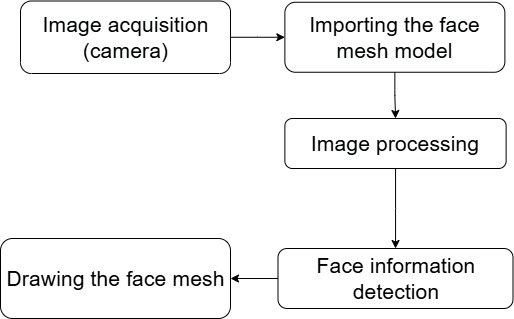 Image acquisition
(camera)
Importing the face
mesh model
Image processing
Face information
detection
Drawing the face mesh